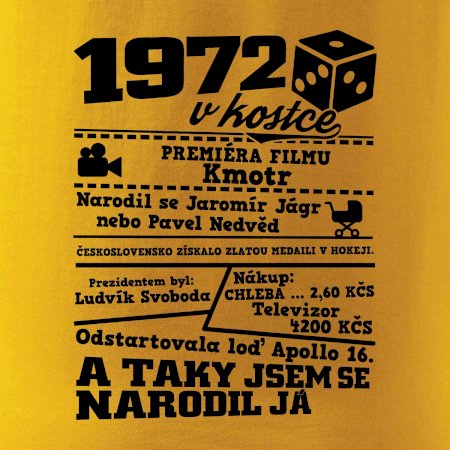 1972
v kostce
PREMIÉRA FILMU
Kmotr
Narodil se Jaromír Jágr
nebo Pavel Nedvěd
ČESKOSLOVENSKO ZÍSKALO ZLATOU MEDAILI V HOKEJI.
Prezidentem byl:
Ludvík Svoboda
Nákup:
CHLEBA ... 2,60 KČS
Televizor
4200 KČS
Odstartovala loď Apollo 16.
A TAKY JSEM SE
NARODIL JÁ